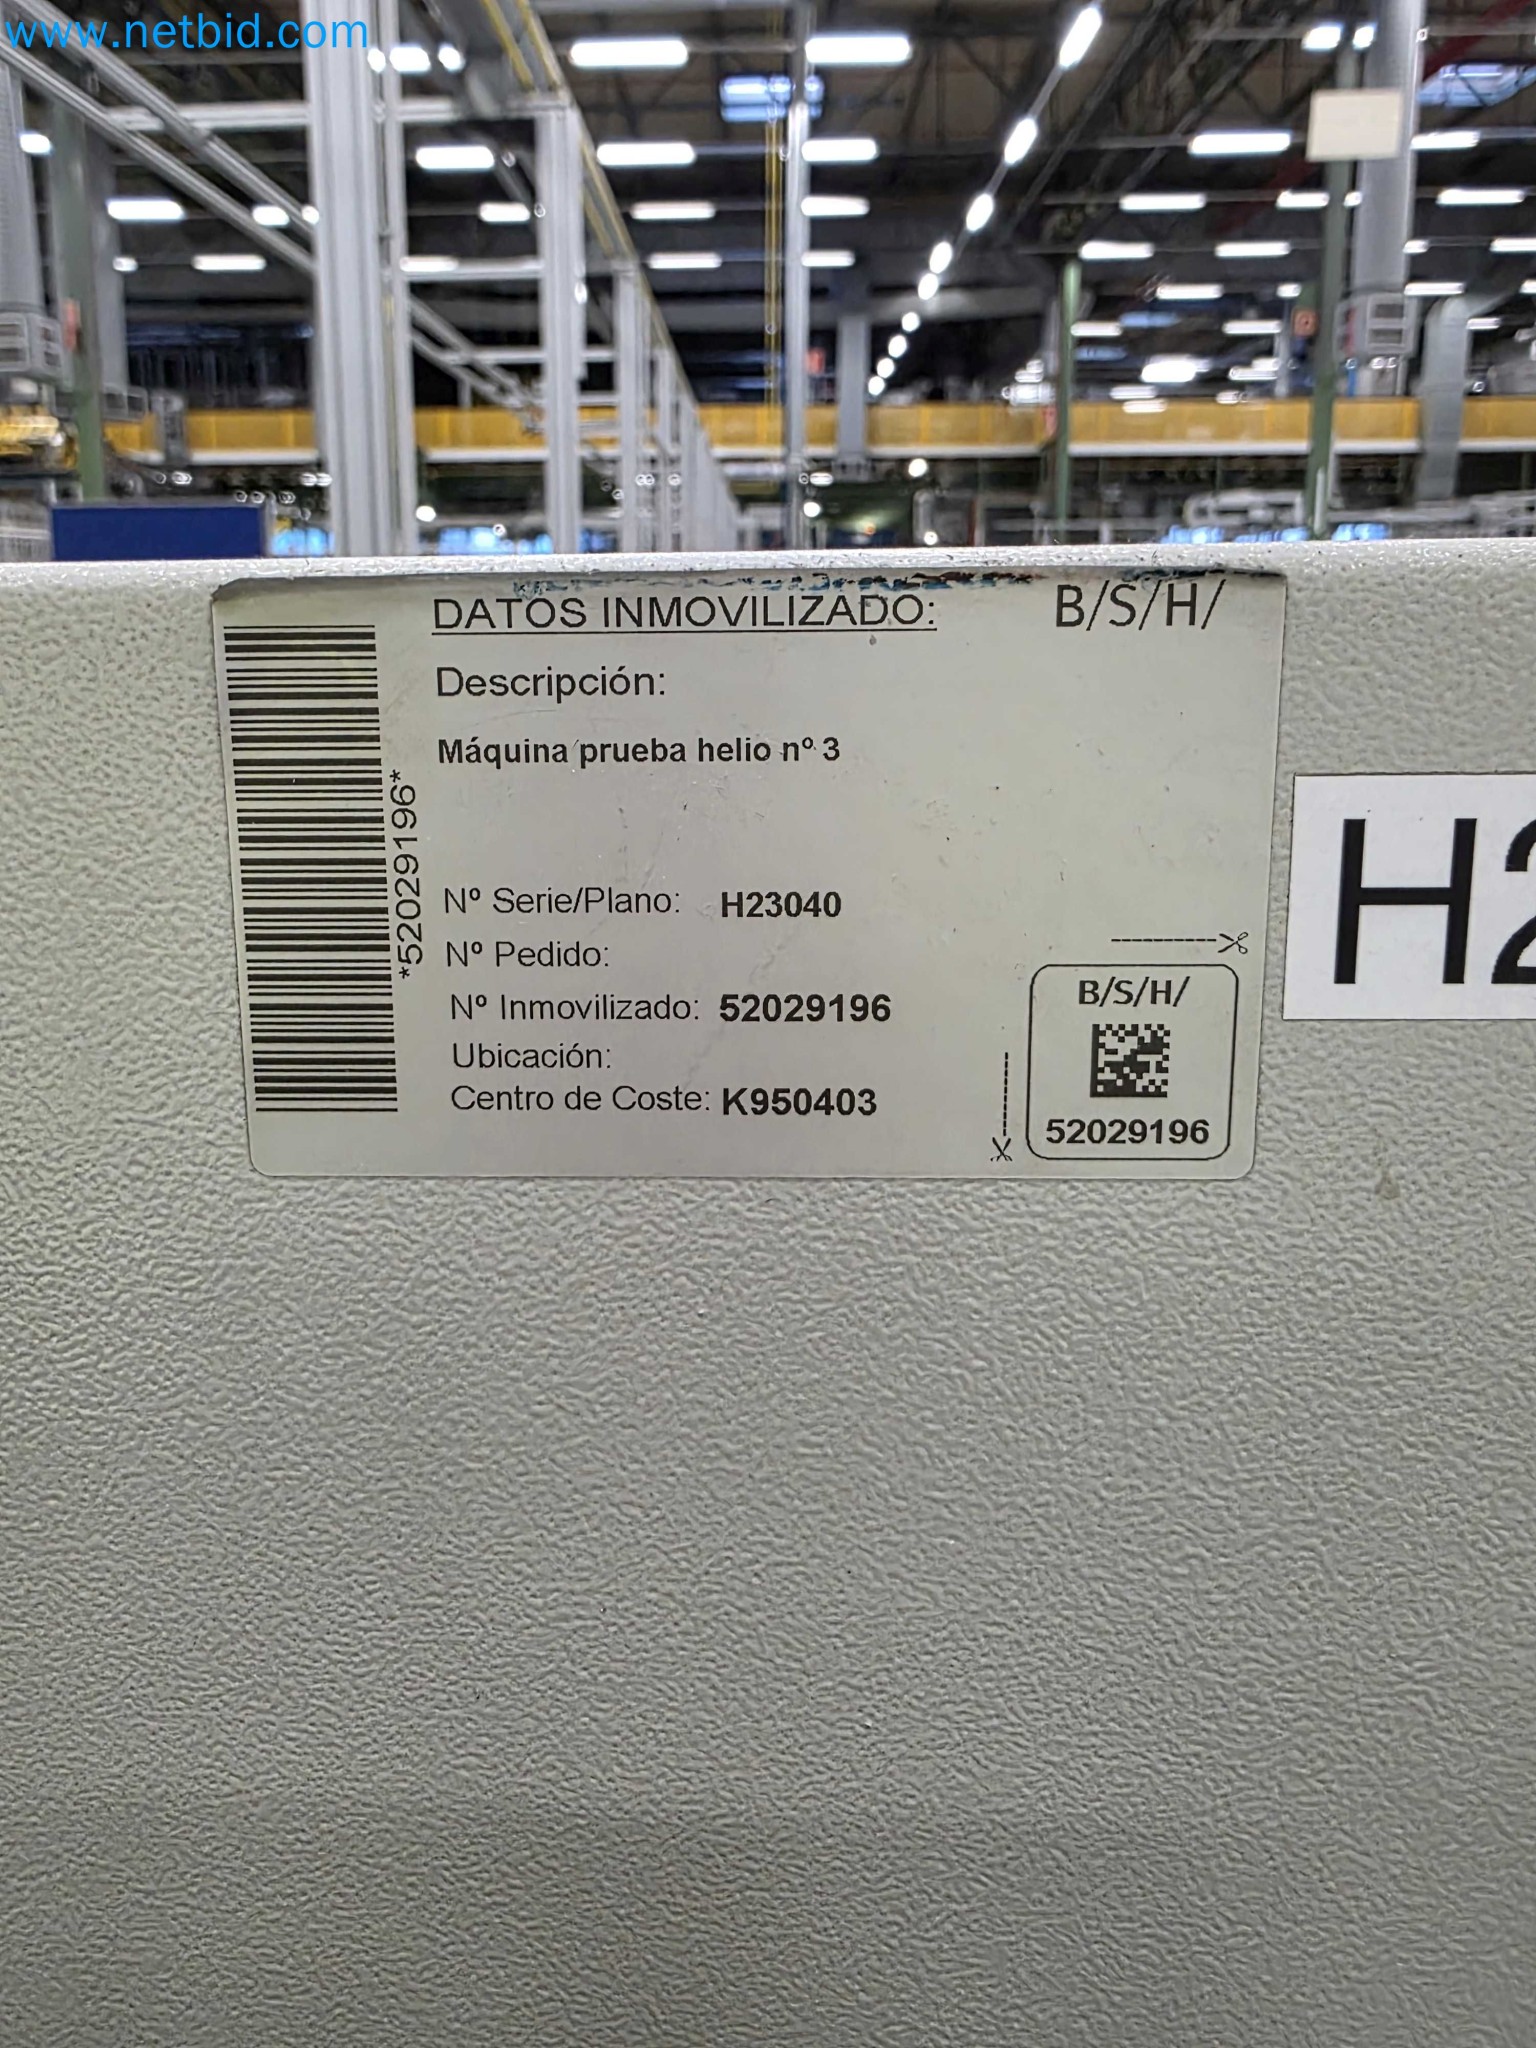 www.netbid.com
DATOS INMOVILIZADO:
B/S/H/
Descripción:
Máquina prueba helio nº 3
*52029196*
Nº Serie/Plano: H23040
Nº Pedido:
Nº Inmovilizado: 52029196
Ubicación:
Centro de Coste: K950403
B/S/H/
52029196
H2